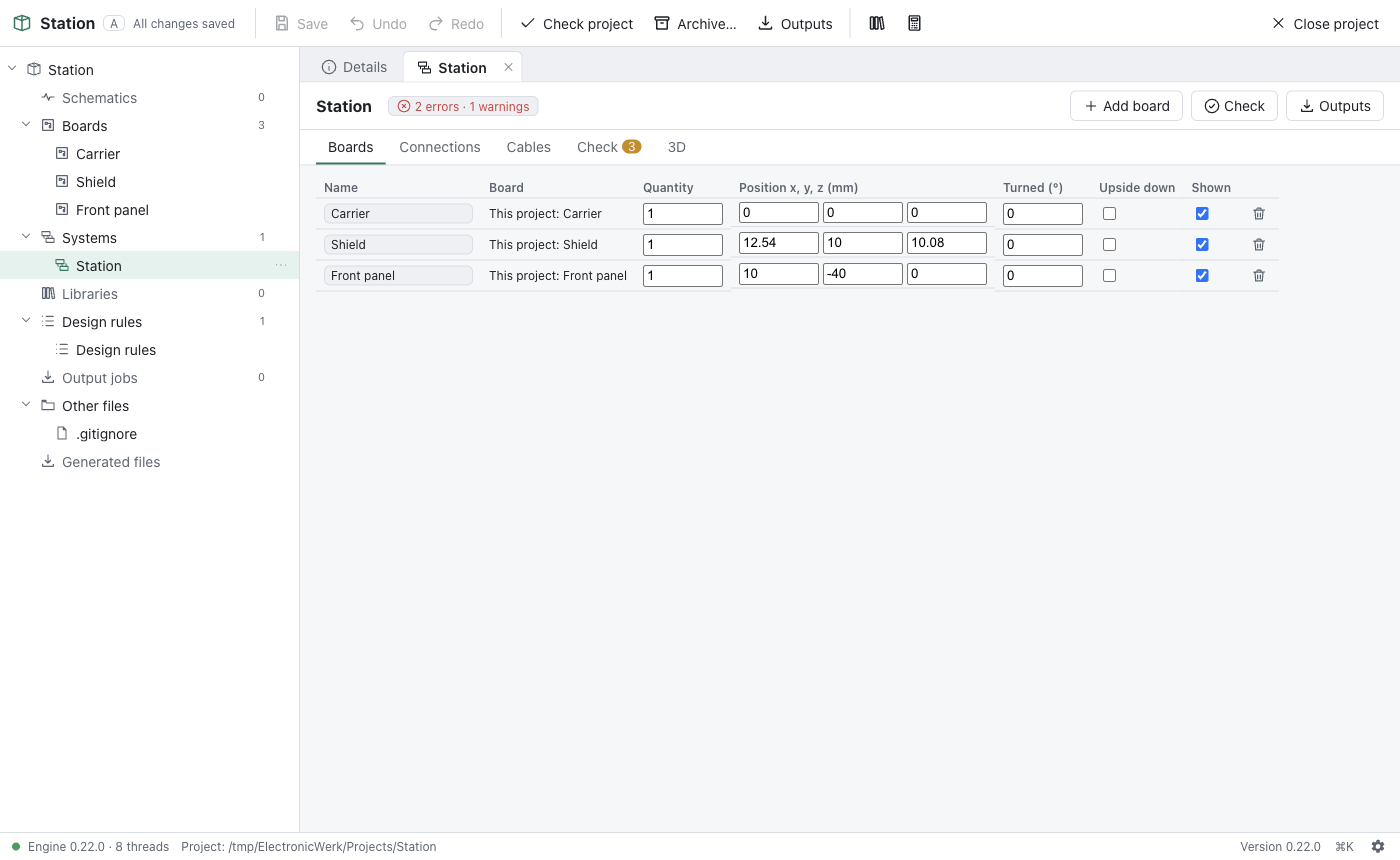 Station A All changes saved Save Undo Redo Check project Archive... Outputs Close project
Station
Schematics 0
Boards 3
Carrier
Shield
Front panel
Systems 1
Station ...
Libraries 0
Design rules 1
Design rules
Output jobs 0
Other files
.gitignore
Generated files
Details Station
Station 2 errors · 1 warnings Add board Check Outputs
Boards Connections Cables Check 3 3D
Name Board Quantity Position x, y, z (mm) Turned (°) Upside down Shown
Carrier This project: Carrier 1 0 0 0 0
Shield This project: Shield 1 12.54 10 10.08 0
Front panel This project: Front panel 1 10 -40 0 0
Engine 0.22.0 · 8 threads Project: /tmp/ElectronicWerk/Projects/Station Version 0.22.0 ⌘K